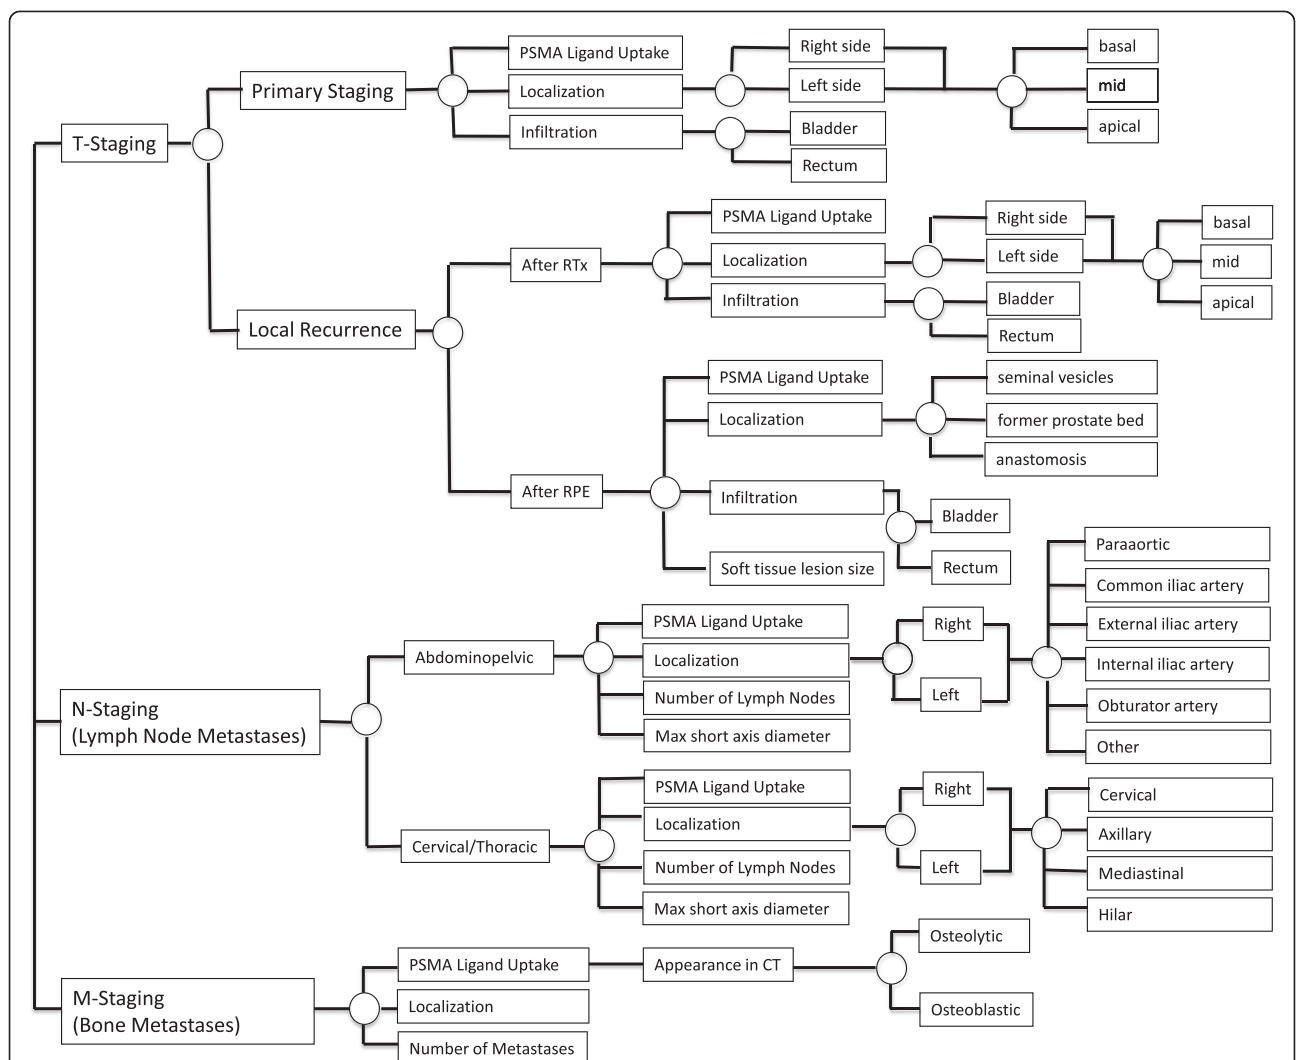 PSMA Ligand Uptake
Right side
basal
Primary Staging
Localization
Left side
mid
T-Staging
Infiltration
Bladder
apical
Rectum
PSMA Ligand Uptake
Right side
basal
After RTx
Localization
Left side
mid
Infiltration
Bladder
apical
Local Recurrence
Rectum
PSMA Ligand Uptake
seminal vesicles
Localization
former prostate bed
anastomosis
After RPE
Infiltration
Bladder
Soft tissue lesion size
Rectum
Paraaortic
Common iliac artery
PSMA Ligand Uptake
Right
External iliac artery
Abdominopelvic
Localization
Internal iliac artery
Number of Lymph Nodes
Left
Obturator artery
N-Staging
(Lymph Node Metastases)
Max short axis diameter
Other
PSMA Ligand Uptake
Right
Cervical
Localization
Axillary
Cervical/Thoracic
Number of Lymph Nodes
Left
Mediastinal
Max short axis diameter
Hilar
Osteolytic
PSMA Ligand Uptake
Appearance in CT
M-Staging
(Bone Metastases)
Localization
Osteoblastic
Number of Metastases